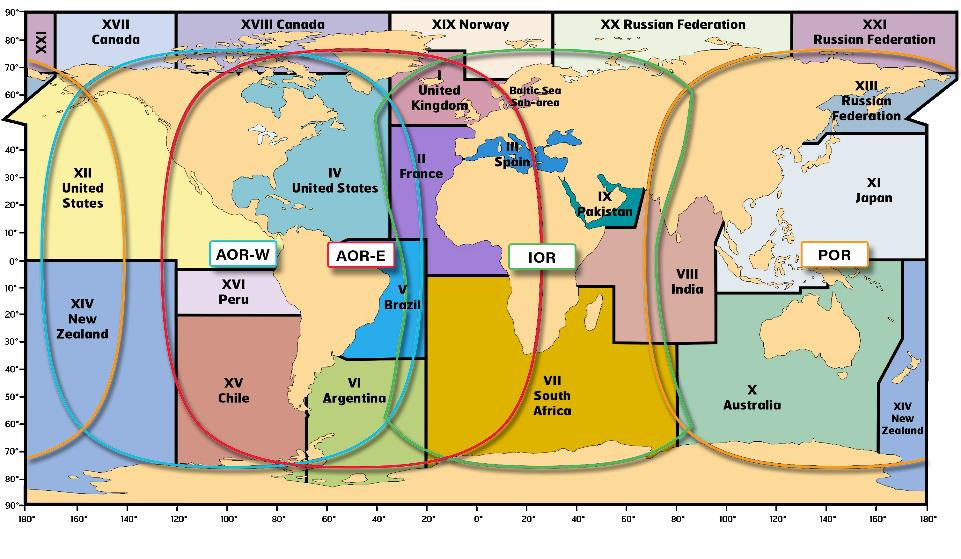 XXI
XVII
Canada
XVIII Canada
XIX Norway
XX Russian Federation
XXI
Russian Federation
90°
80°
70°
60°
40°
30°
20°
10°
0°
10°
20°
30°
40°
50°
60°
70°
80°
90°
United
Kingdom
Baltic Sea
Sub-area
XIII
Russian
Federation
XII
United
States
IV
United States
II
France
III
Spain
IX
Pakistan
XI
Japan
AOR-W
AOR-E
IOR
POR
XIV
New
Zealand
XVI
Peru
V
Brazil
VIII
India
XV
Chile
VI
Argentina
VII
South
Africa
X
Australia
XIV
New
Zealand
180° 160° 140° 120° 100° 80° 60° 40° 20° 0° 20° 40° 60° 80° 100° 120° 140° 160° 180°